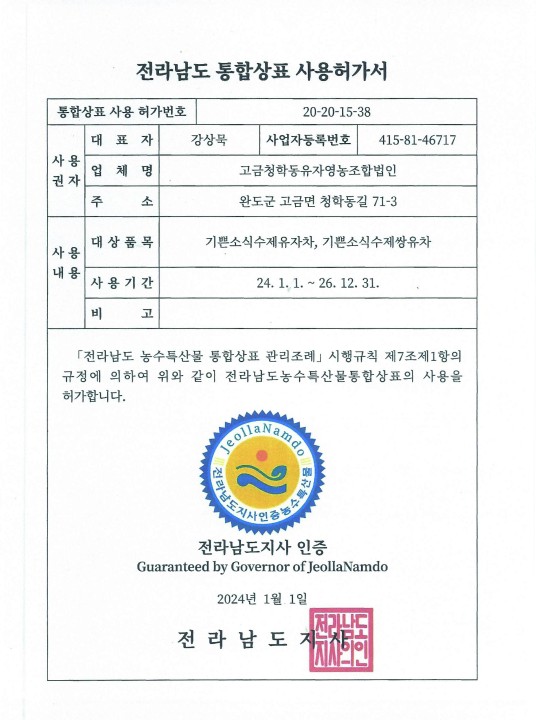 전라남도 통합상표 사용허가서
통합상표 사용 허가번호 20-20-15-38
사용권자 대표자 강상묵 사업자등록번호 415-81-46717
업체명 고금청학동유자영농조합법인
주소 완도군 고금면 청학동길 71-3
사용내용 대상품목 기쁜소식수제유자차, 기쁜소식수제쌍유차
사용기간 24. 1. 1. ~ 26. 12. 31.
비고
「전라남도 농수특산물 통합상표 관리조례」시행규칙 제7조제1항의
규정에 의하여 위와 같이 전라남도농수특산물통합상표의 사용을
허가합니다.
JeollaNamdo
전라남도지사인증농수특산물
전라남도지사 인증
Guaranteed by Governor of JeollaNamdo
2024년 1월 1일
전라남도지사
전라남도
지사의인